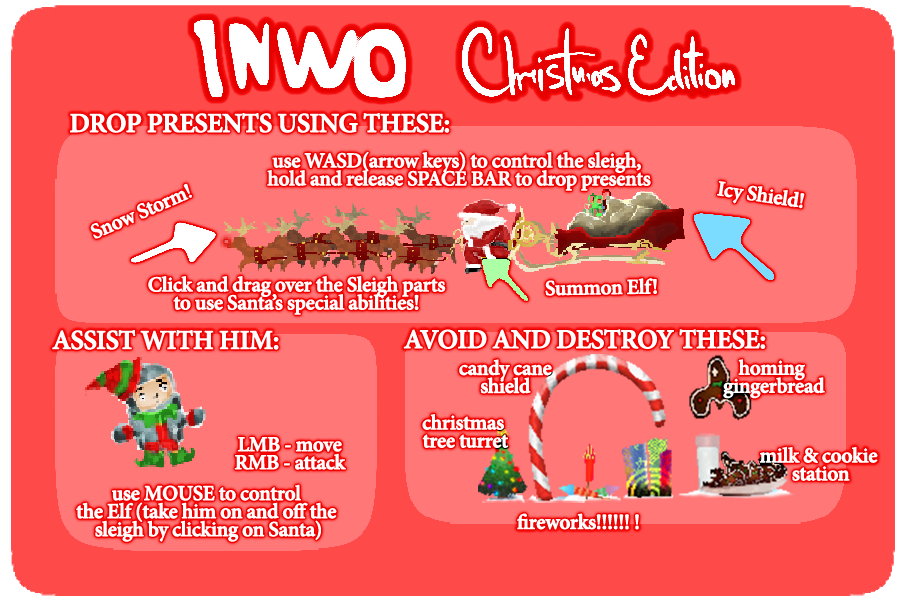 INWO Christmas Edition
DROP PRESENTS USING THESE:
use WASD(arrow keys) to control the sleigh,
hold and release SPACE BAR to drop presents
Snow Storm!
Icy Shield!
Click and drag over the Sleigh parts
to use Santa's special abilities!
Summon Elf!
ASSIST WITH HIM:
LMB - move
RMB - attack
use MOUSE to control
the Elf (take him on and off the
sleigh by clicking on Santa)
AVOID AND DESTROY THESE:
candy cane
shield
homing
gingerbread
christmas
tree turret
milk & cookie
station
fireworks!!!!!! !